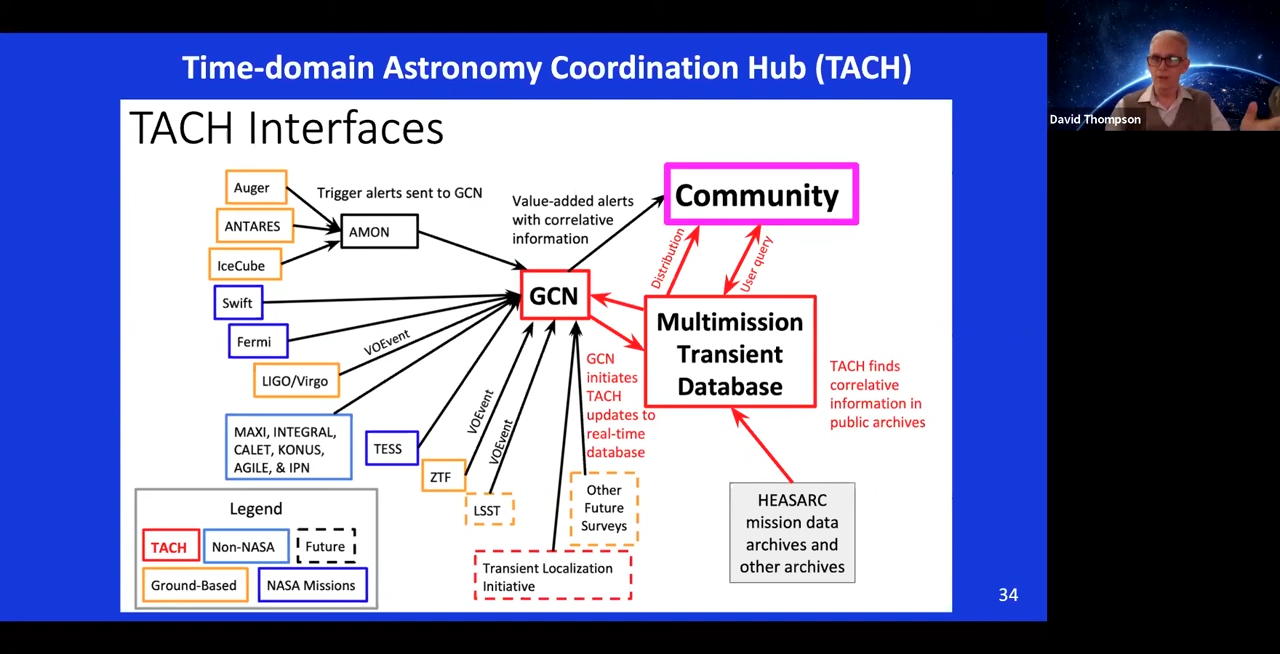 Time-domain Astronomy Coordination Hub (TACH)
David Thompson
TACH Interfaces
Auger
ANTARES
IceCube
AMON
Trigger alerts sent to GCN
Value-added alerts
with correlative
information
Community
Distribution
User query
Swift
Fermi
VOEvent
LIGO/Virgo
MAXI, INTEGRAL,
CALET, KONUS,
AGILE, & IPN
TESS
ZTF
VOEvent
LSST
VOEvent
GCN
GCN
initiates
TACH
updates to
real-time
database
Multimission
Transient
Database
TACH finds
correlative
information in
public archives
Other
Future
Surveys
Transient Localization
Initiative
HEASARC
mission data
archives and
other archives
Legend
TACH
Non-NASA
Future
Ground-Based
NASA Missions
34